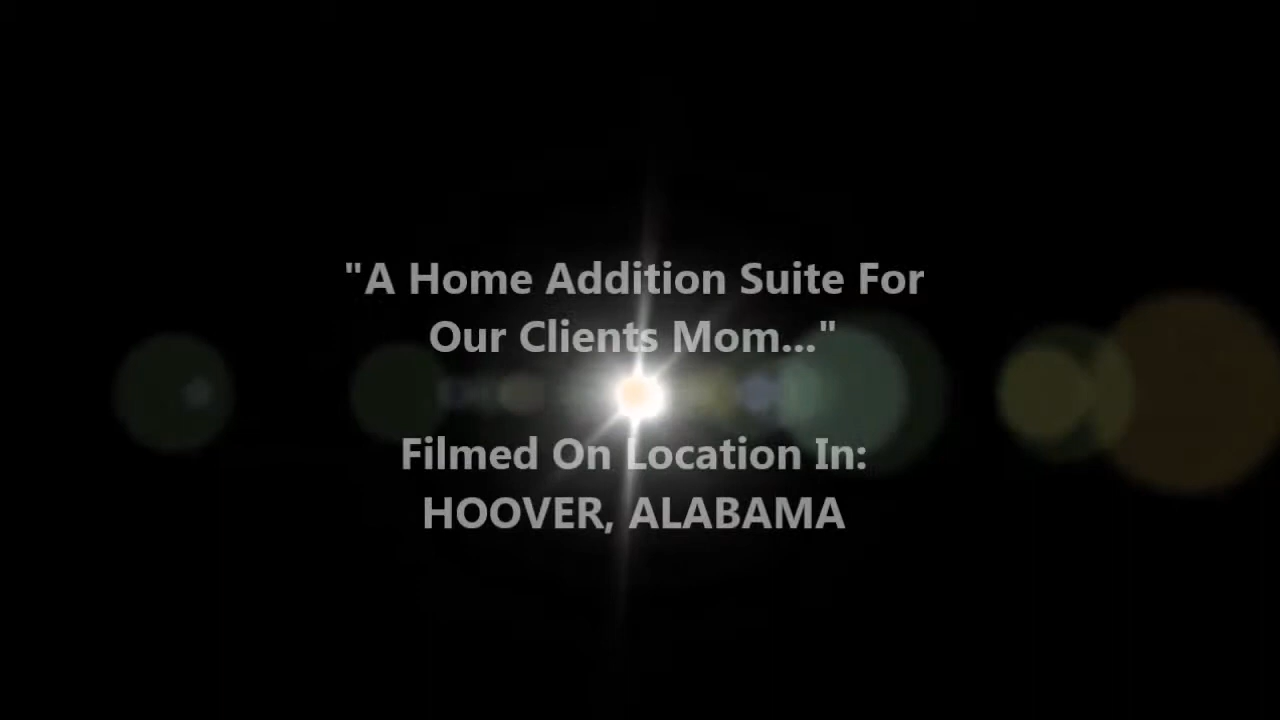 "A Home Addition Suite For
Our Clients Mom..."
Filmed On Location In:
HOOVER, ALABAMA